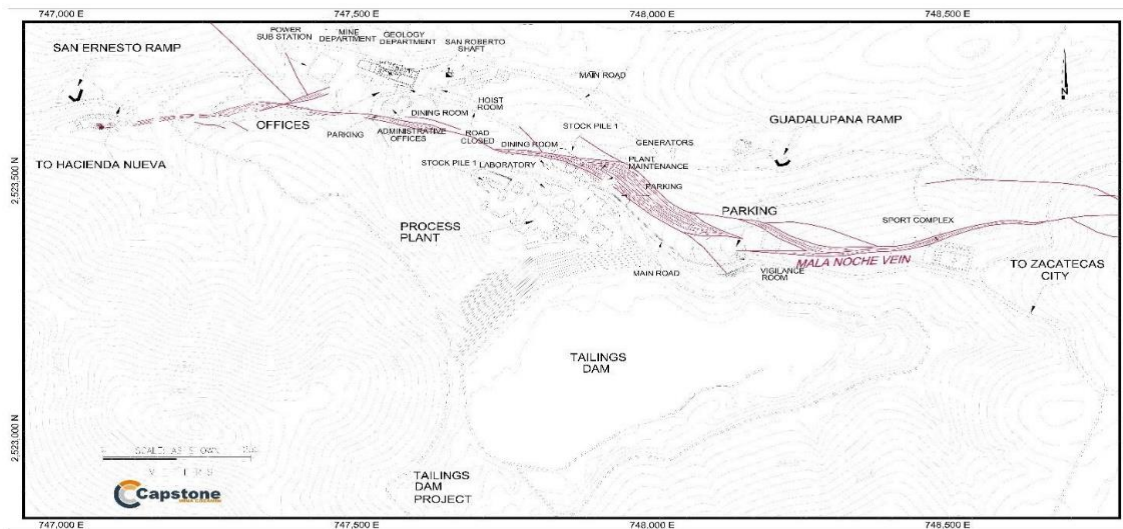 747,000 E
747,500 E
748,000 E
748,500 E
SAN ERNESTO RAMP
POWER
SUB STATION
MINE
DEPARTMENT
GEOLOGY
DEPARTMENT
SAN ROBERTO
SHAFT
MAIN ROAD
N
HOIST
ROOM
DINING ROOM
OFFICES
PARKING
ADMINISTRATIVE
OFFICES
ROAD
CLOSED
DINING ROOM
STOCK PILE 1
GENERATORS
GUADALUPANA RAMP
TO HACIENDA NUEVA
2,523,500 N
STOCK PILE 1
LABORATORY
PLANT
MAINTENANCE
PARKING
PARKING
SPORT COMPLEX
PROCESS
PLANT
MALA NOCHE VEIN
MAIN ROAD
VIGILANCE
ROOM
TO ZACATECAS
CITY
TAILINGS
DAM
2,523,000 N
SCALE AS SHOWN
Capstone
TAILINGS
DAM
PROJECT
747,000 E
747,500 E
748,000 E
748,500 E